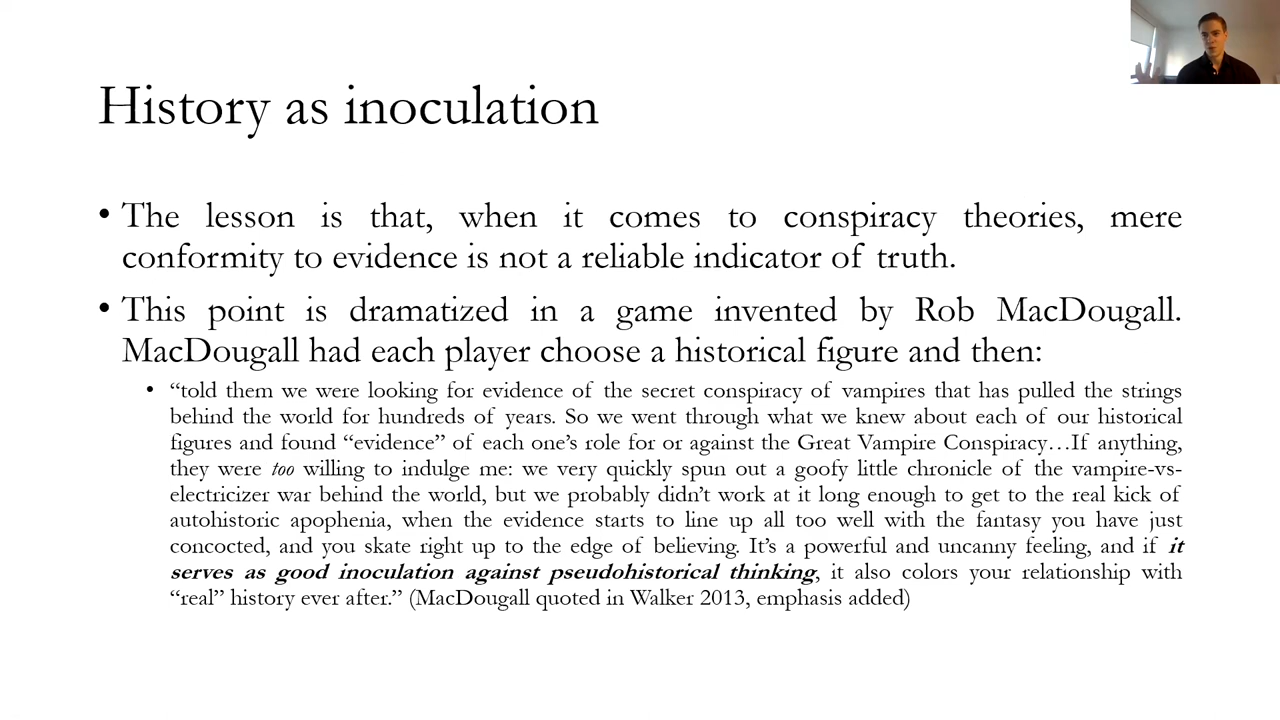 History as inoculation
• The lesson is that, when it comes to conspiracy theories, mere
conformity to evidence is not a reliable indicator of truth.
• This point is dramatized in a game invented by Rob MacDougall.
MacDougall had each player choose a historical figure and then:
• “told them we were looking for evidence of the secret conspiracy of vampires that has pulled the strings
behind the world for hundreds of years. So we went through what we knew about each of our historical
figures and found “evidence” of each one’s role for or against the Great Vampire Conspiracy…If anything,
they were too willing to indulge me: we very quickly spun out a goofy little chronicle of the vampire-vs-
electricizer war behind the world, but we probably didn’t work at it long enough to get to the real kick of
autohistoric apophenia, when the evidence starts to line up all too well with the fantasy you have just
concocted, and you skate right up to the edge of believing. It’s a powerful and uncanny feeling, and if it
serves as good inoculation against pseudohistorical thinking, it also colors your relationship with
“real” history ever after.” (MacDougall quoted in Walker 2013, emphasis added)